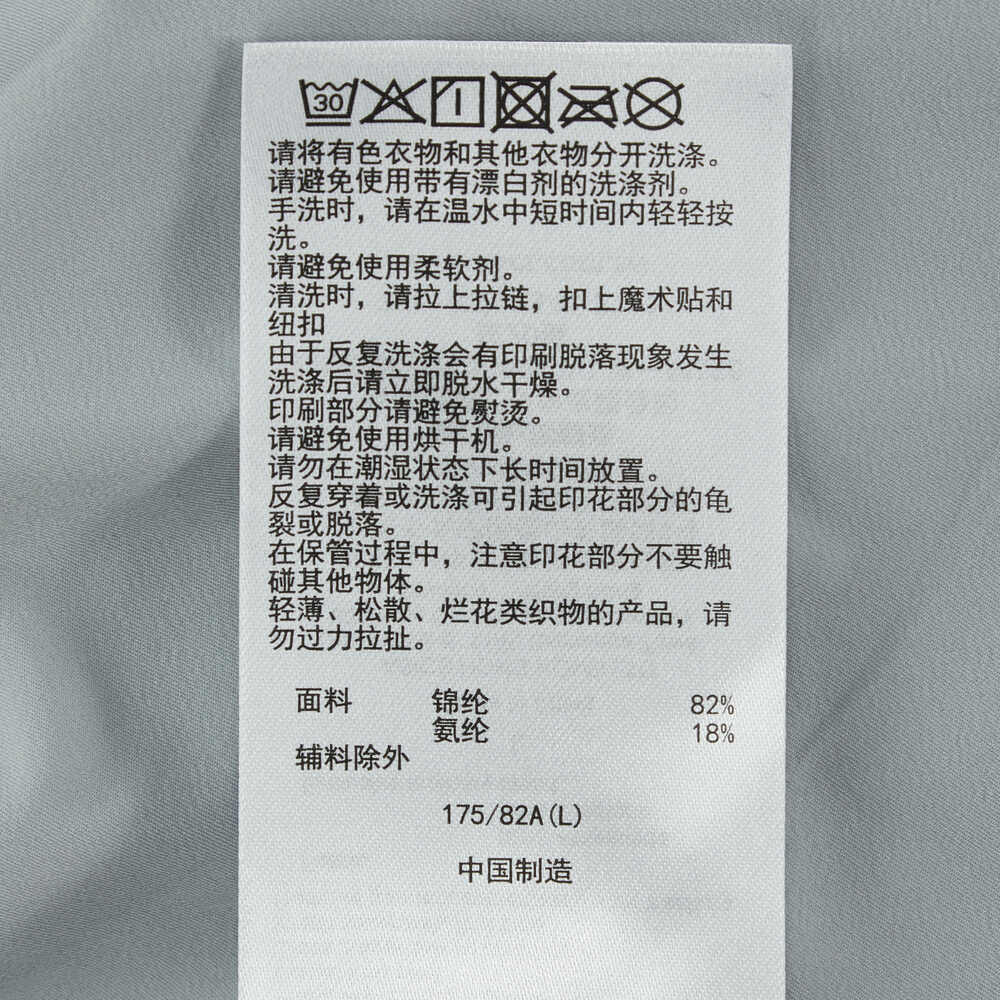 30
请将有色衣物和其他衣物分开洗涤。
请避免使用带有漂白剂的洗涤剂。
手洗时，请在温水中短时间内轻轻按
洗。
请避免使用柔软剂。
清洗时，请拉上拉链，扣上魔术贴和
纽扣
由于反复洗涤会有印刷脱落现象发生
洗涤后请立即脱水干燥。
印刷部分请避免熨烫。
请避免使用烘干机。
请勿在潮湿状态下长时间放置。
反复穿着或洗涤可引起印花部分的龟
裂或脱落。
在保管过程中，注意印花部分不要触
碰其他物体。
轻薄、松散、烂花类织物的产品，请
勿过力拉扯。
面料 锦纶 82%
氨纶 18%
辅料除外
175/82A(L)
中国制造